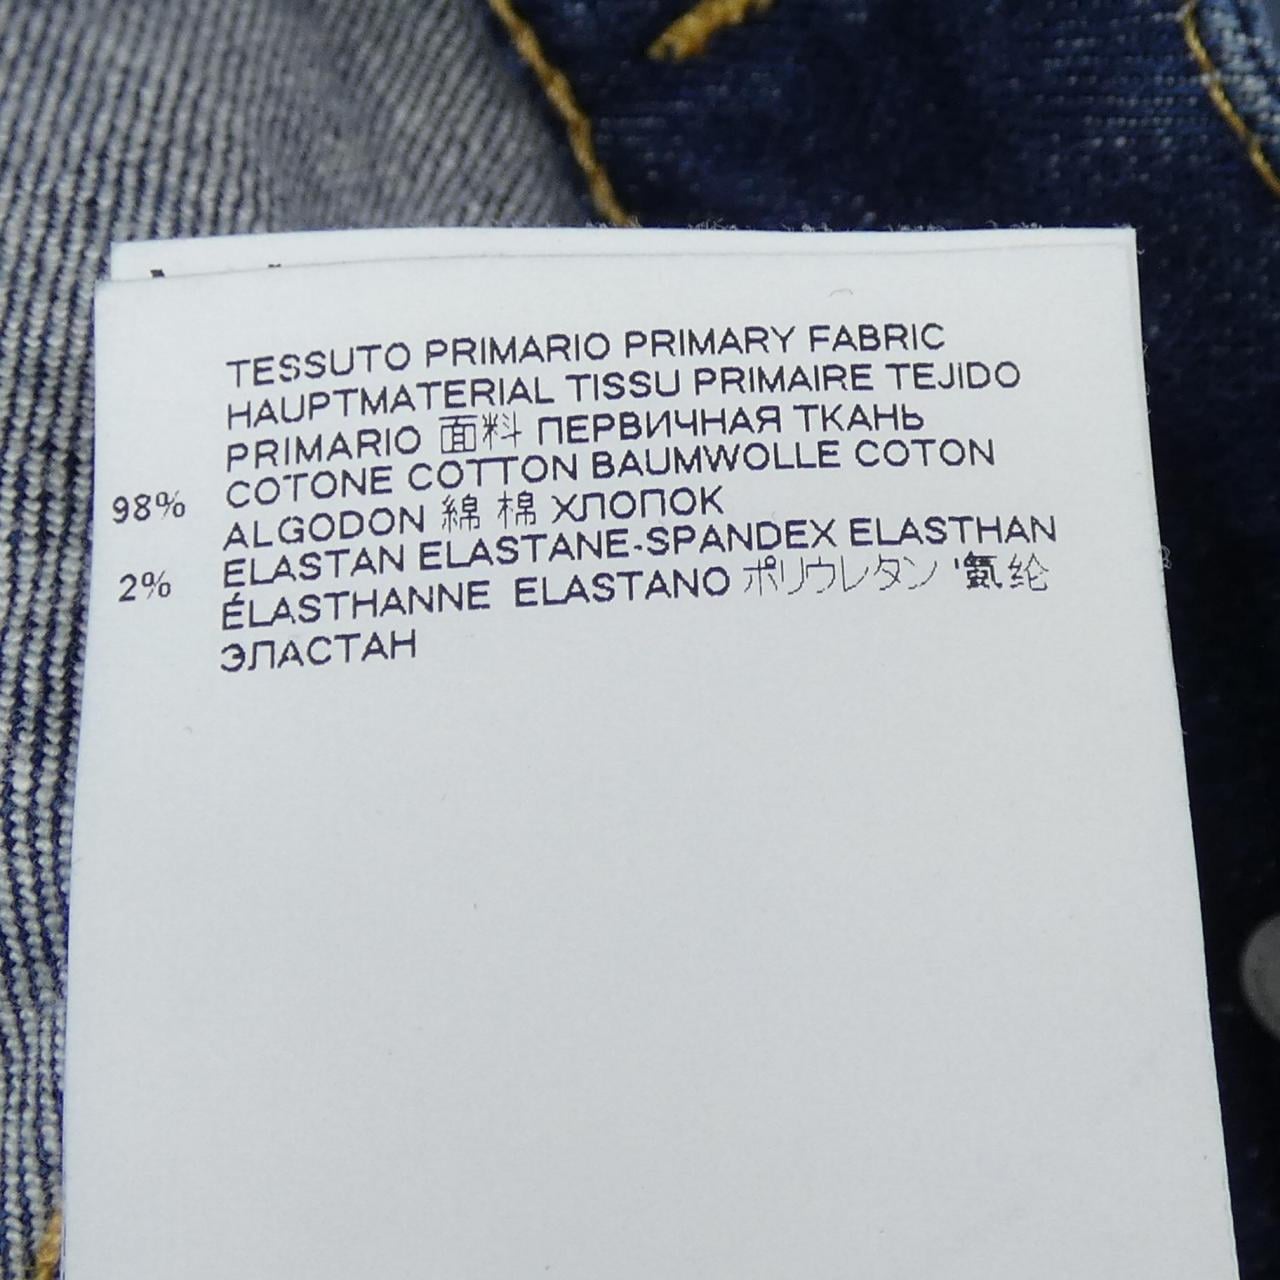 TESSUTO PRIMARIO PRIMARY FABRIC
HAUPTMATERIAL TISSU PRIMAIRE TEJIDO
PRIMARIO 面料 ПЕРВИЧНАЯ ТКАНЬ
98% COTONE COTTON BAUMWOLLE COTON
ALGODON 綿 棉 ХЛОПОК
2% ELASTAN ELASTANE-SPANDEX ELASTHAN
ÉLASTHANNE ELASTANO ポリウレタン '氨纶
ЭЛАСТАН